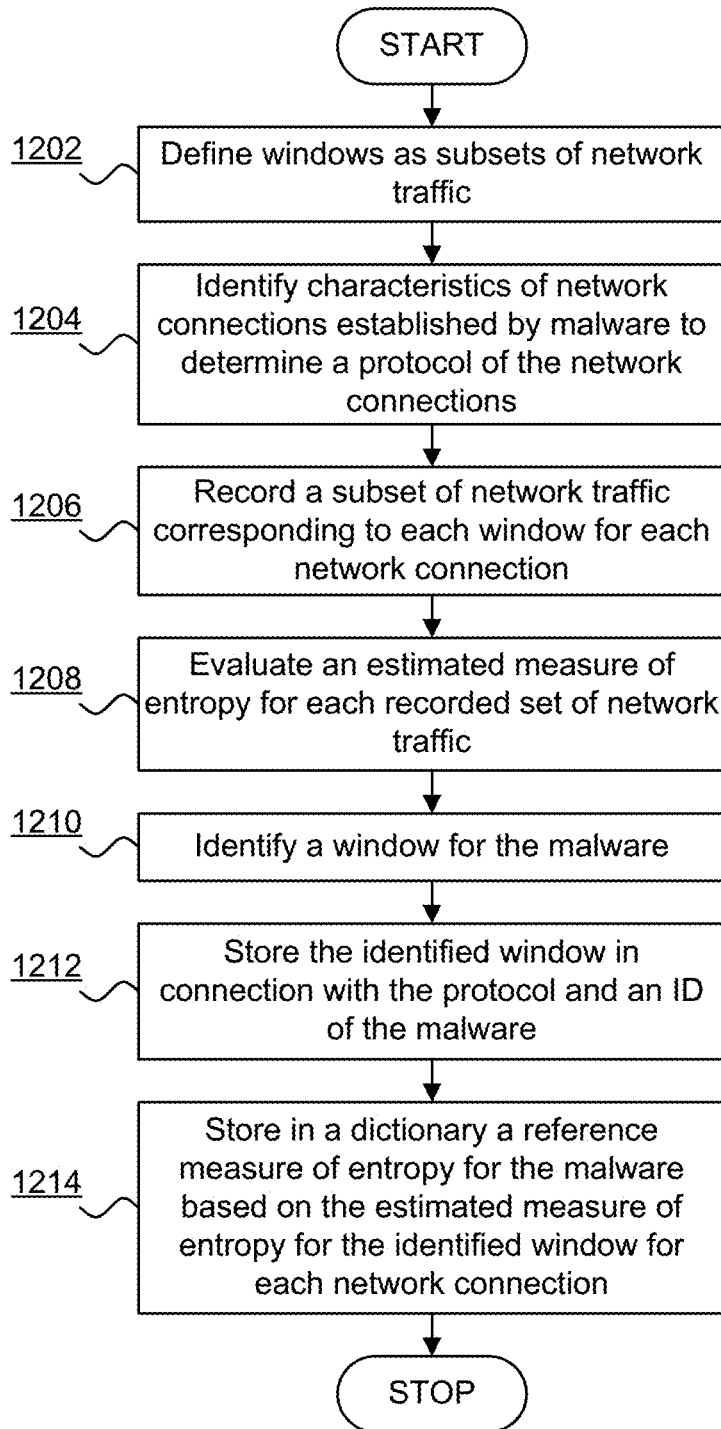 START
1202
Define windows as subsets of network
traffic
1204
Identify characteristics of network
connections established by malware to
determine a protocol of the network
connections
1206
Record a subset of network traffic
corresponding to each window for each
network connection
1208
Evaluate an estimated measure of
entropy for each recorded set of network
traffic
1210
Identify a window for the malware
1212
Store the identified window in
connection with the protocol and an ID
of the malware
1214
Store in a dictionary a reference
measure of entropy for the malware
based on the estimated measure of
entropy for the identified window for
each network connection
STOP